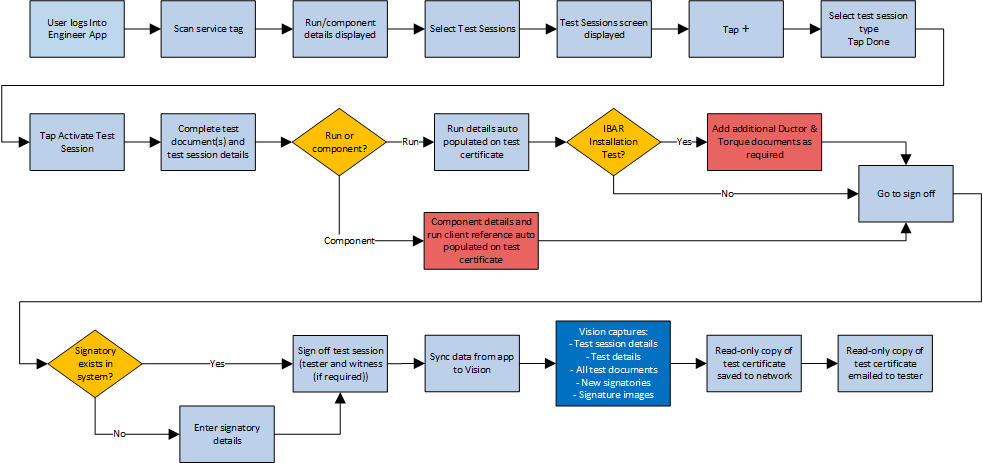 User logs Into
Engineer App
Scan service tag
Run/component
details displayed
Select Test Sessions
Test Sessions screen
displayed
Tap +
Select test session
type
Tap Done
Tap Activate Test
Session
Complete test
document(s) and
test session details
Run or
component?
Run
Run details auto
populated on test
certificate
IBAR
Installation
Test?
Yes
Add additional Ductor &
Torque documents as
required
No
Go to sign off
Component
Component details and
run client reference auto
populated on test
certificate
Signatory
exists in
system?
Yes
Sign off test session
(tester and witness
(if required))
Sync data from app
to Vision
Vision captures:
- Test session details
- Test details
- All test documents
- New signatories
- Signature images
Read-only copy of
test certificate
saved to network
Read-only copy of
test certificate
emailed to tester
No
Enter signatory
details